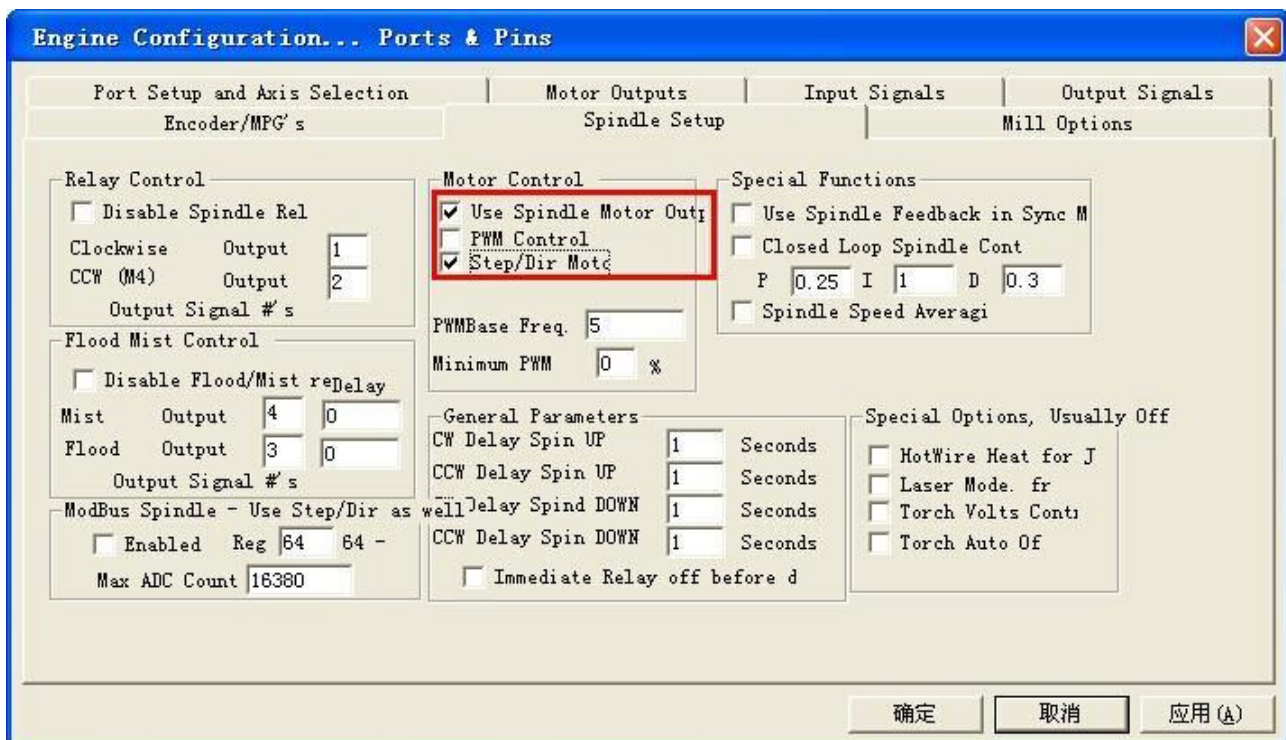 Engine Configuration... Ports & Pins
Port Setup and Axis Selection
Motor Outputs
Input Signals
Output Signals
Encoder/MPG's
Spindle Setup
Mill Options
Relay Control
Disable Spindle Rel
Clockwise Output 1
CCW (M4) Output 2
Output Signal #'s
Flood Mist Control
Disable Flood/Mist re Delay
Mist Output 4 0
Flood Output 3 0
Output Signal #'s
ModBus Spindle - Use Step/Dir as well
Enabled Reg 64 64 -
Max ADC Count 16380
Motor Control
Use Spindle Motor Outp
PWM Control
Step/Dir Moto
PWMBase Freq. 5
Minimum PWM 0 %
General Parameters
CW Delay Spin UP 1 Seconds
CCW Delay Spin UP 1 Seconds
Delay Spind DOWN 1 Seconds
CCW Delay Spin DOWN 1 Seconds
Immediate Relay off before d
Special Functions
Use Spindle Feedback in Sync M
Closed Loop Spindle Cont
P 0.25 I 1 D 0.3
Spindle Speed Averagi
Special Options, Usually Off
HotWire Heat for J
Laser Mode. fr
Torch Volts Cont
Torch Auto Of
确定
取消
应用(A)